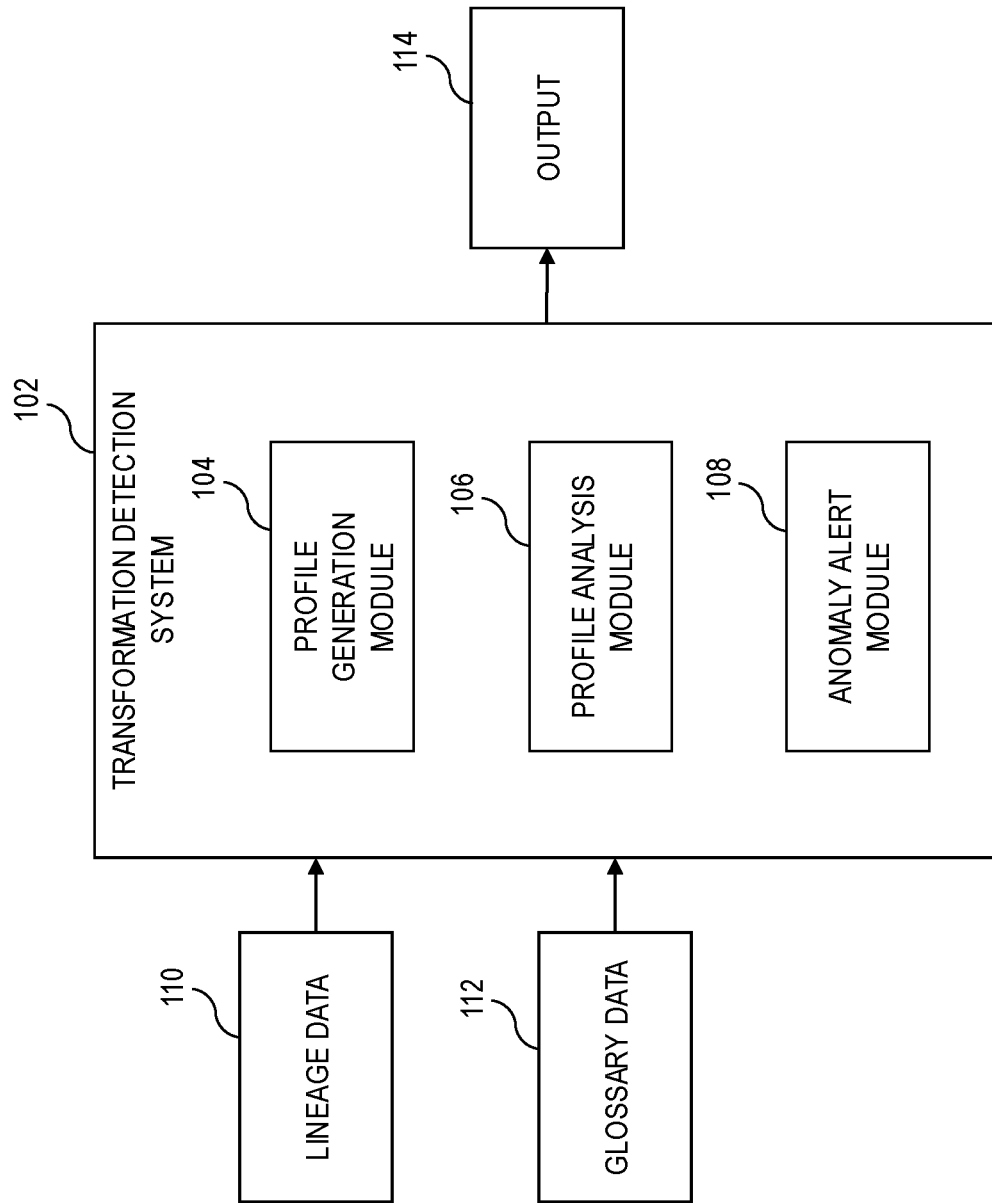 102
TRANSFORMATION DETECTION
SYSTEM
104
PROFILE
GENERATION
MODULE
106
PROFILE ANALYSIS
MODULE
108
ANOMALY ALERT
MODULE
110
LINEAGE DATA
112
GLOSSARY DATA
114
OUTPUT